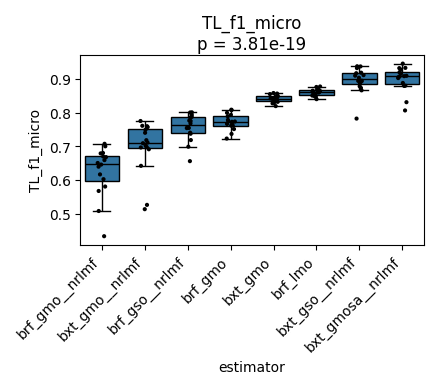 TL_f1_micro
p = 3.81e-19
TL_f1_micro
0.9
0.8
0.7
0.6
0.5
brf_gmo__nrlmf
bxt_gmo__nrlmf
brf_gso__nrlmf
brf_gmo
bxt_gmo
brf_lmo
bxt_gso__nrlmf
bxt_gmosa__nrlmf
estimator